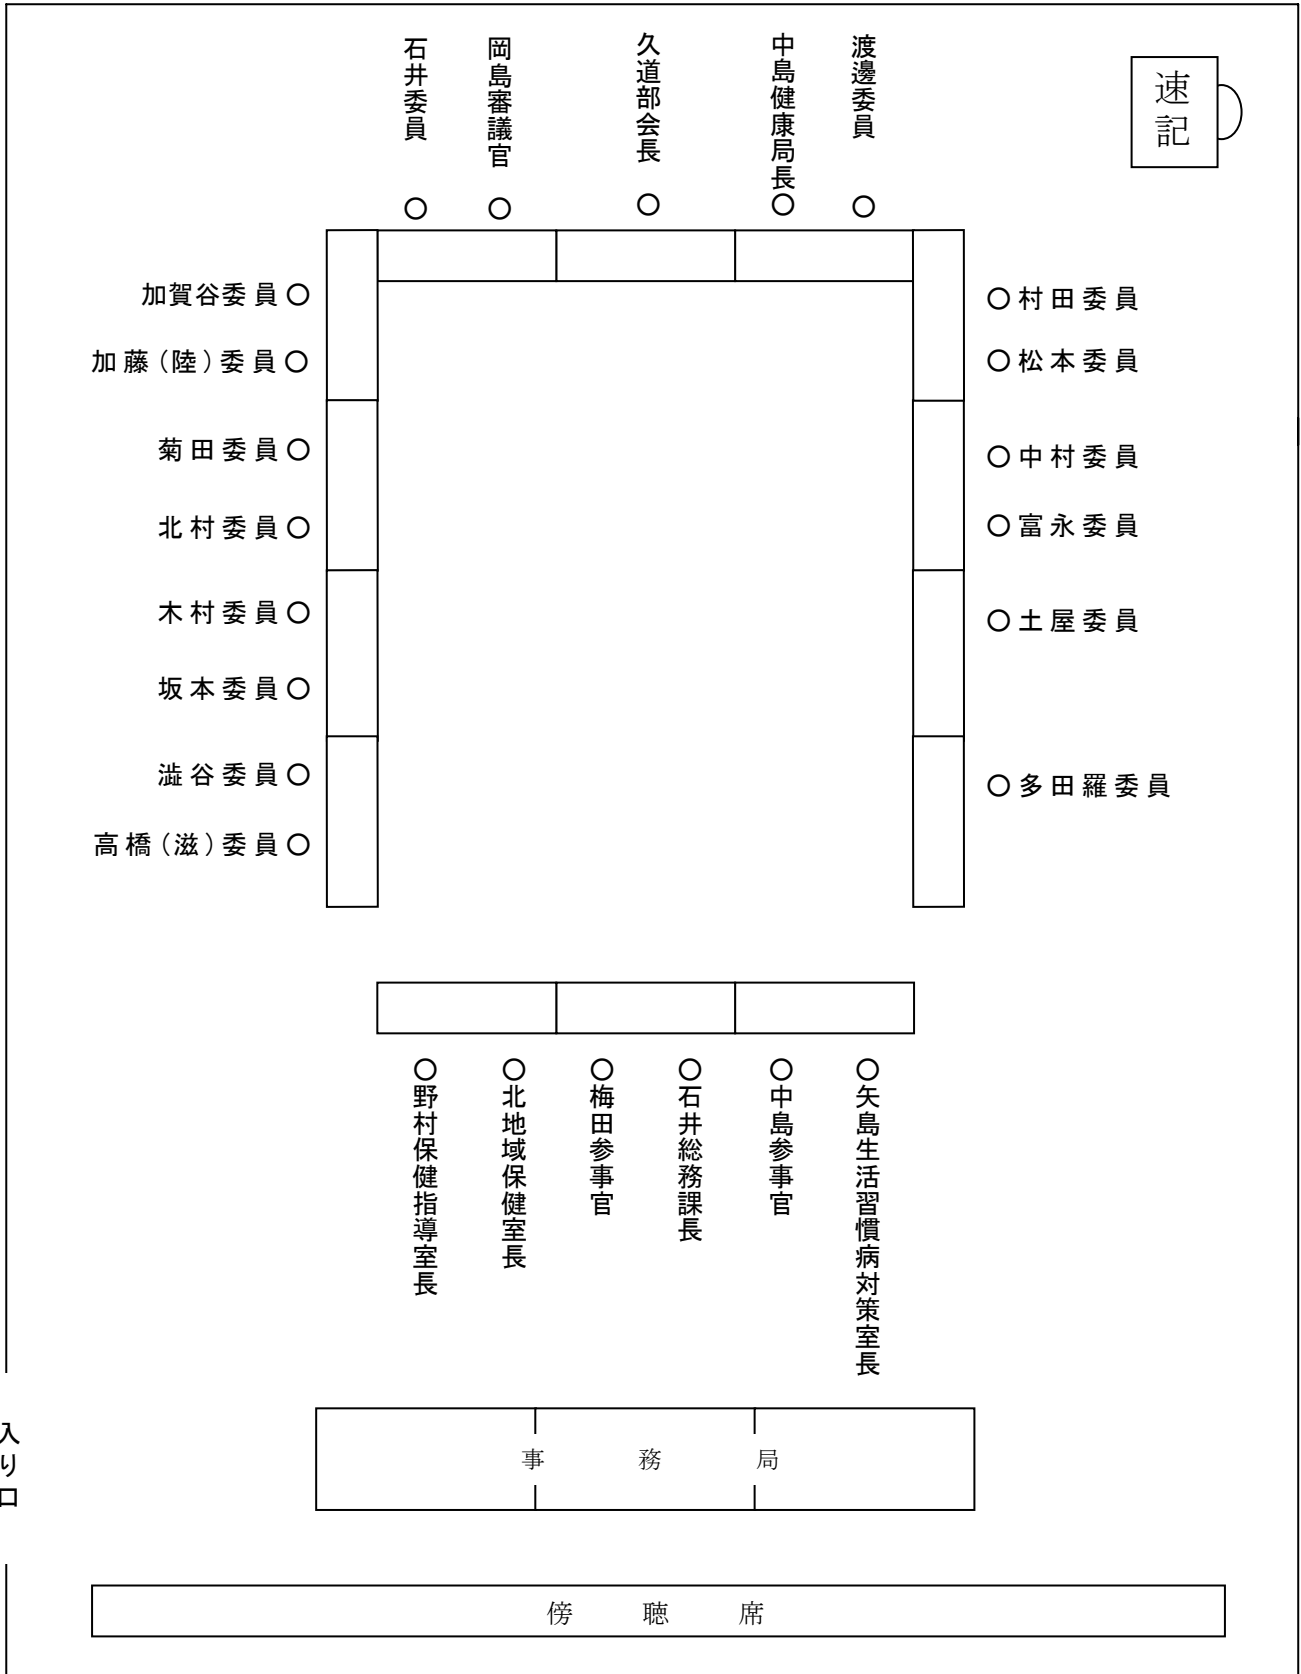 石井委員
岡島審議官
久道部会長
中島健康局長
渡邊委員
速記
加賀谷委員
加藤（陸）委員
菊田委員
北村委員
木村委員
坂本委員
澁谷委員
高橋（滋）委員
村田委員
松本委員
中村委員
富永委員
土屋委員
多田羅委員
野村保健指導室長
北地域保健室長
梅田参事官
石井総務課長
中島参事官
矢島生活習慣病対策室長
入り口
事務局
傍聴席